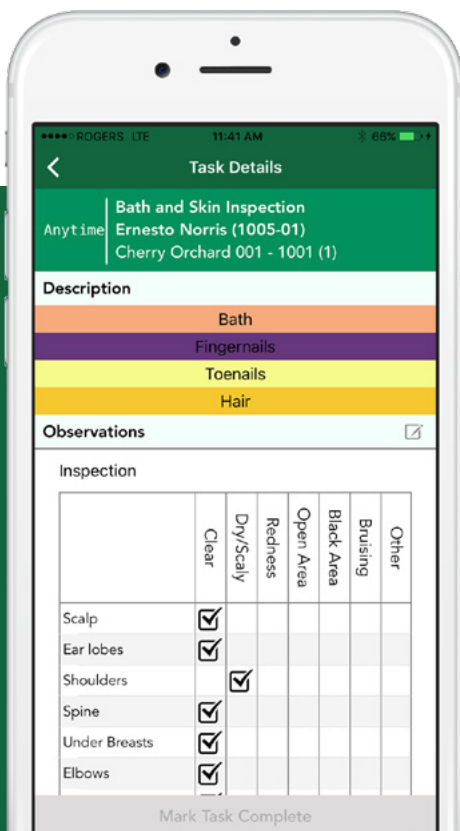 ROGERS LTE 11:41 AM 66%
Task Details
Anytime
Bath and Skin Inspection
Ernesto Norris (1005-01)
Cherry Orchard 001 - 1001 (1)
Description
Bath
Fingernails
Toenails
Hair
Observations
Inspection
Clear Dry/Scaly Redness Open Area Black Area Bruising Other
Scalp
Ear lobes
Shoulders
Spine
Under Breasts
Elbows
Mark Task Complete